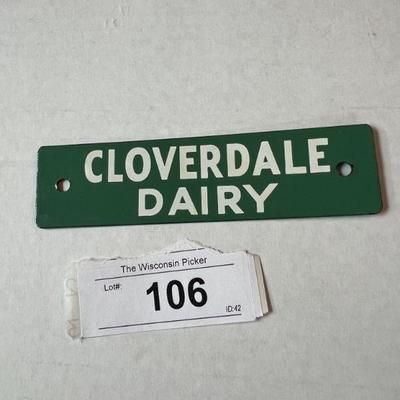 CLOVERDALE
DAIRY
The Wisconsin Picker
Lot#:
106
ID:42